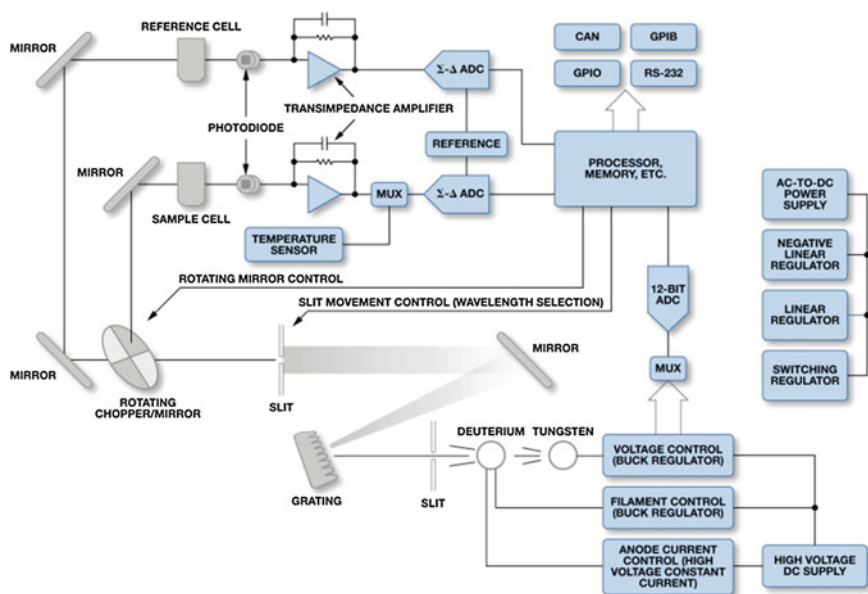 REFERENCE CELL
MIRROR
Σ-Δ ADC
CAN
GPIB
GPIO
RS-232
TRANSIMPEDANCE
AMPLIFIER
PHOTODIODE
REFERENCE
PROCESSOR,
MEMORY, ETC.
MIRROR
SAMPLE CELL
MUX
Σ-Δ ADC
TEMPERATURE
SENSOR
AC-TO-DC
POWER
SUPPLY
NEGATIVE
LINEAR
REGULATOR
LINEAR
REGULATOR
SWITCHING
REGULATOR
ROTATING MIRROR CONTROL
SLIT MOVEMENT CONTROL (WAVELENGTH SELECTION)
12-BIT
ADC
MUX
MIRROR
ROTATING
CHOPPER/MIRROR
SLIT
MIRROR
GRATING
SLIT
DEUTERIUM
TUNGSTEN
VOLTAGE CONTROL
(BUCK REGULATOR)
FILAMENT CONTROL
(BUCK REGULATOR)
ANODE CURRENT
CONTROL (HIGH
VOLTAGE CONSTANT
CURRENT)
HIGH VOLTAGE
DC SUPPLY